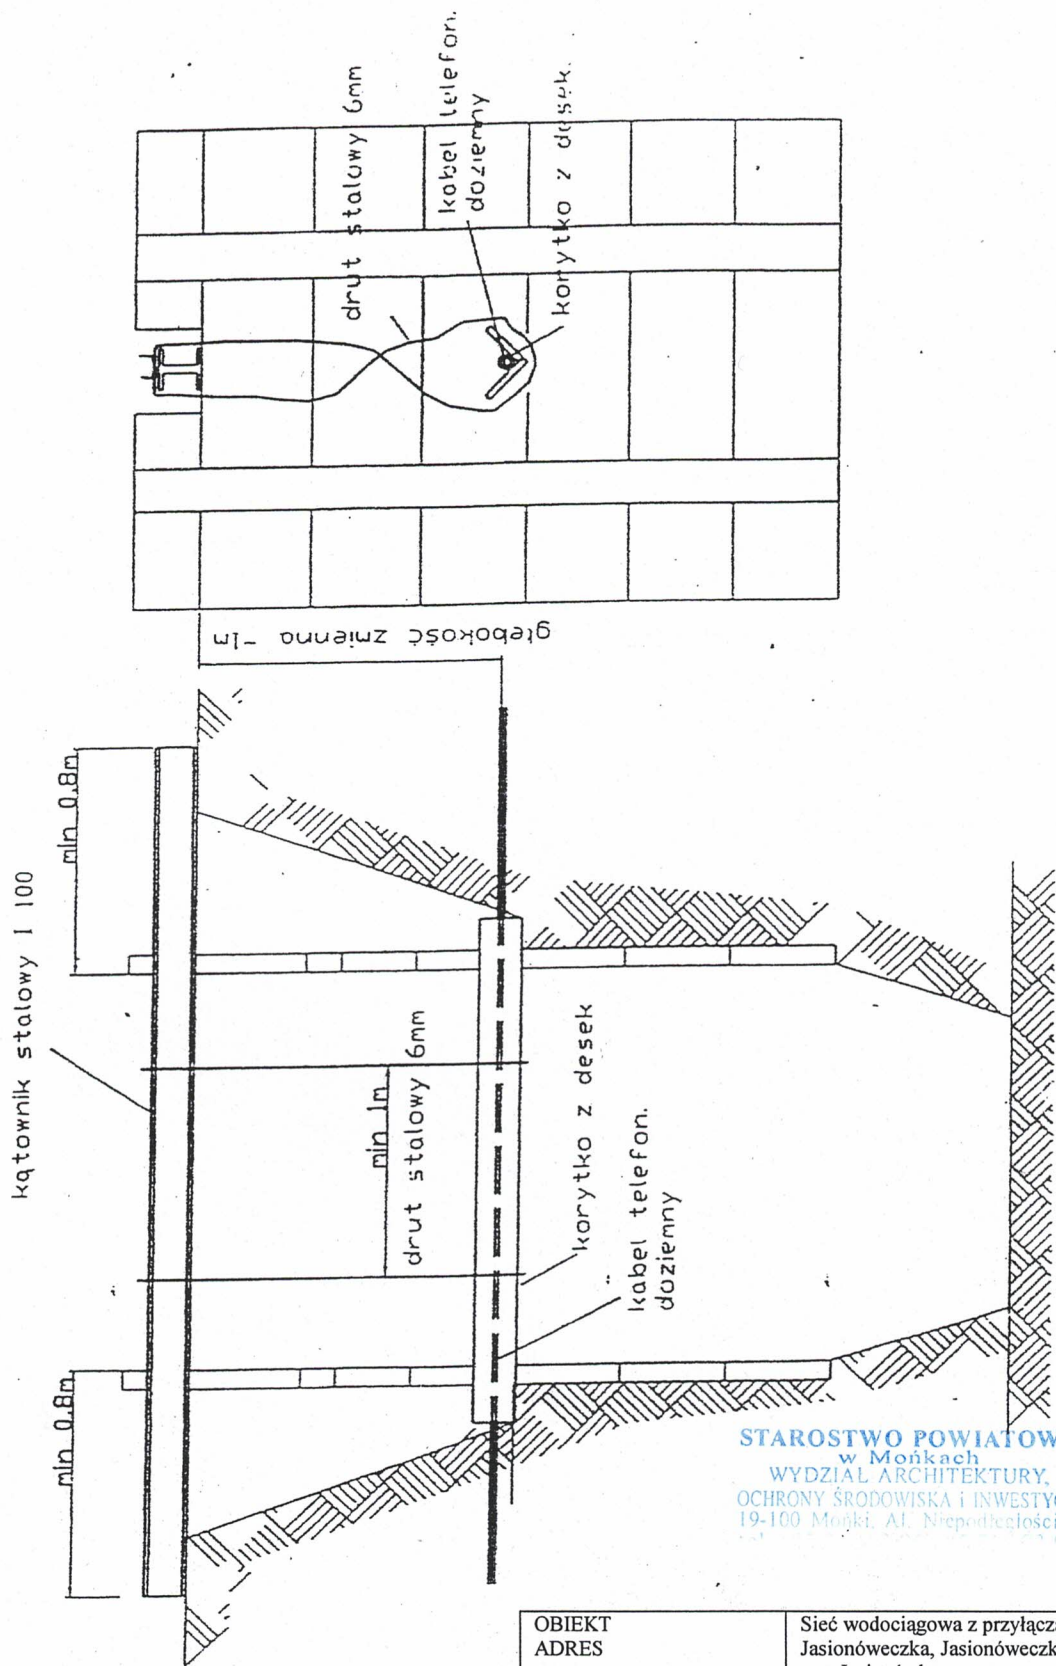 kątownik stalowy I 100
min 0,8m
min 0,8m
min 1m
drut stalowy 6mm
korytko z desek
kabel telefon.
doziemny
głębokość zmienna ~1m
drut stalowy 6mm
kabel telefon.
doziemny
korytko z desek.
STAROSTWO POWIATOW
w Mońkach
WYDZIAŁ ARCHITEKTURY,
OCHRONY ŚRODOWISKA i INWESTY
19-100 Mońki, Al. Niepodległości
OBIEKT
ADRES
Sieć wodociągowa z przyłącza
Jasionóweczka, Jasionóweczk